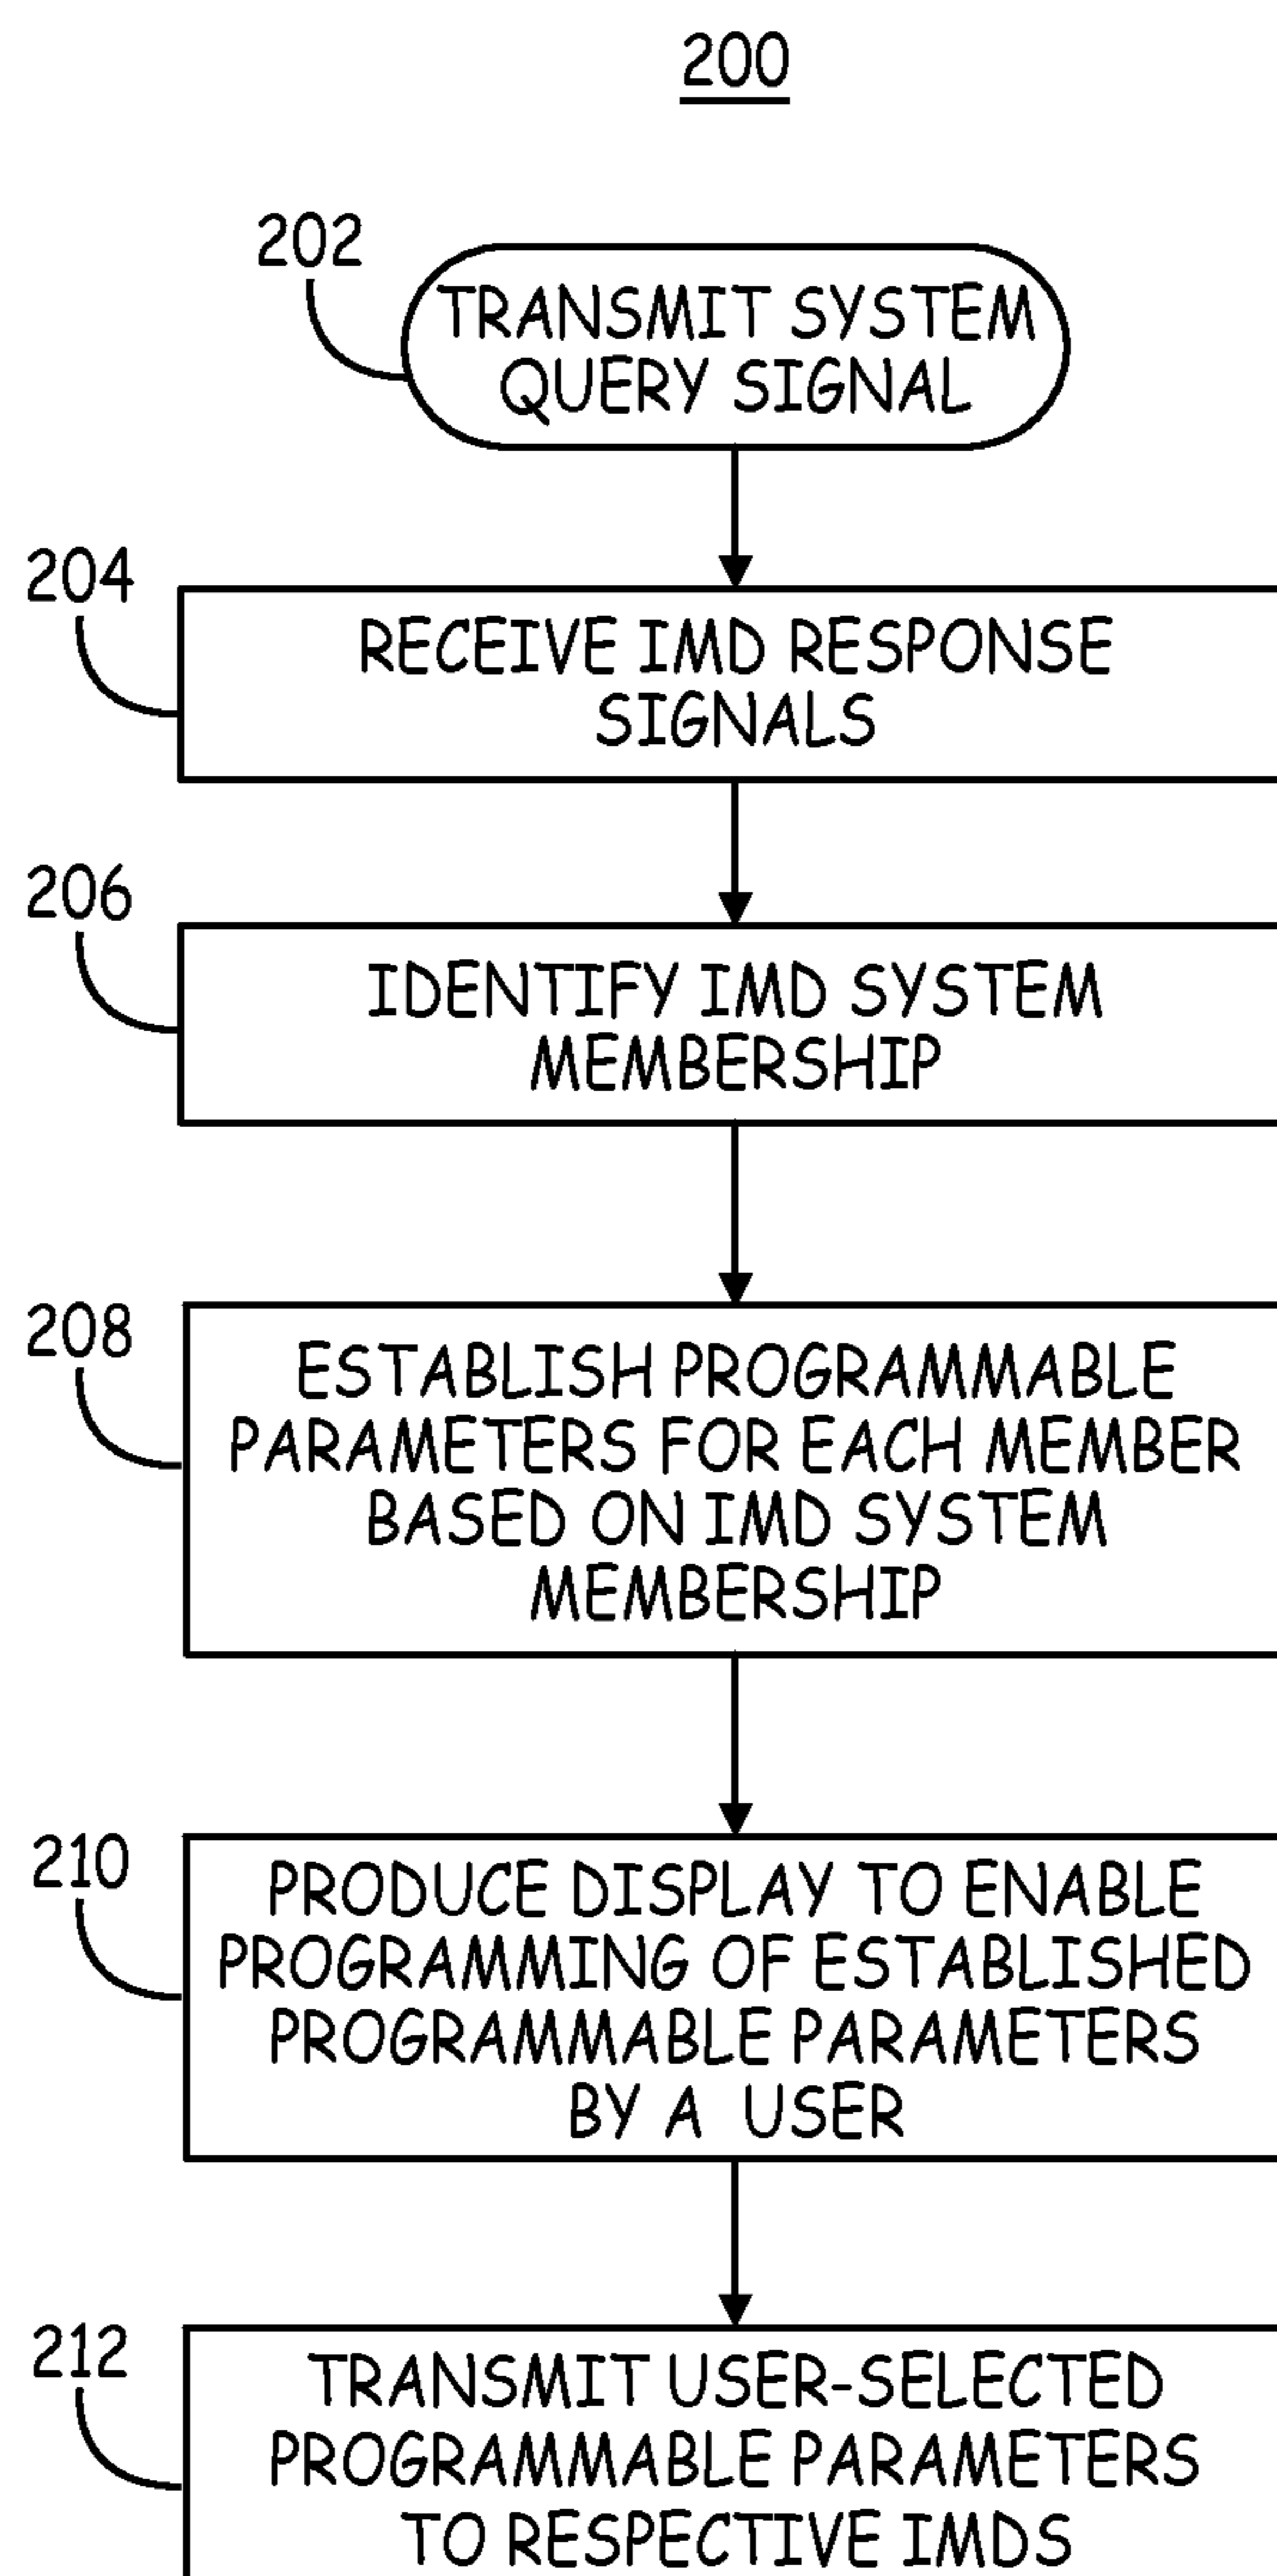 200
202
TRANSMIT SYSTEM
QUERY SIGNAL
204
RECEIVE IMD RESPONSE
SIGNALS
206
IDENTIFY IMD SYSTEM
MEMBERSHIP
208
ESTABLISH PROGRAMMABLE
PARAMETERS FOR EACH MEMBER
BASED ON IMD SYSTEM
MEMBERSHIP
210
PRODUCE DISPLAY TO ENABLE
PROGRAMMING OF ESTABLISHED
PROGRAMMABLE PARAMETERS
BY A USER
212
TRANSMIT USER-SELECTED
PROGRAMMABLE PARAMETERS
TO RESPECTIVE IMDS